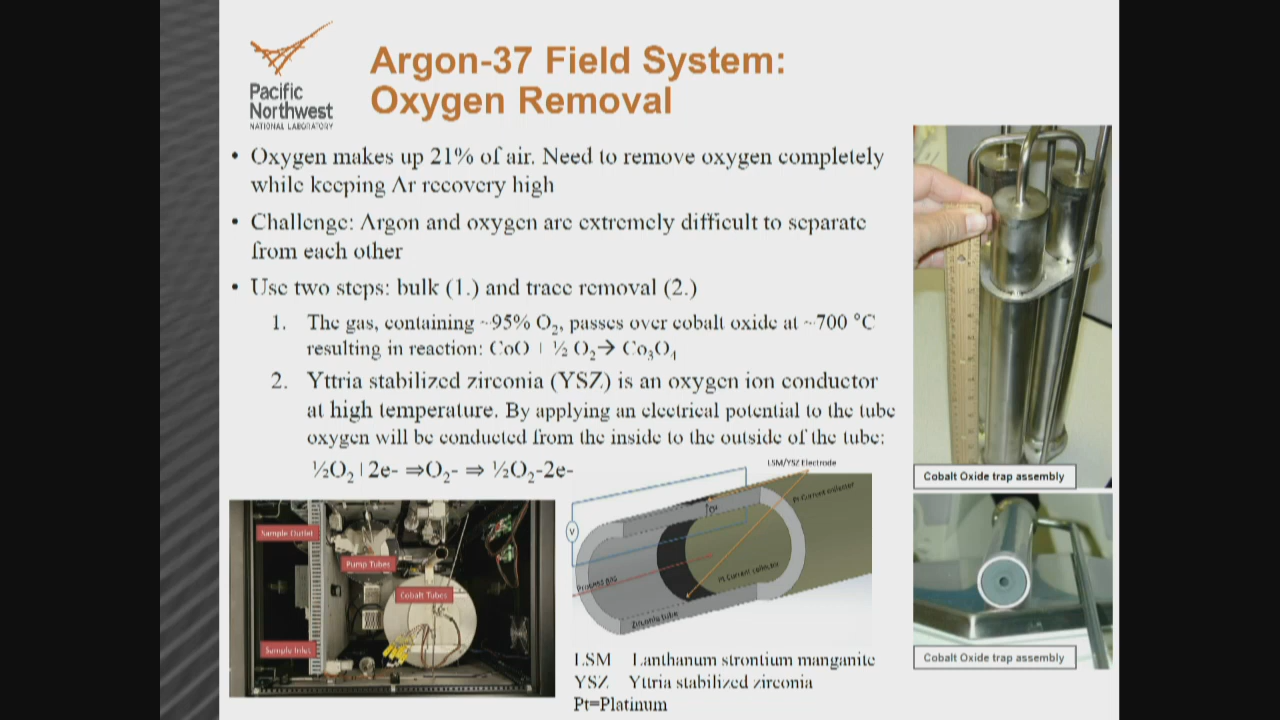 Pacific
Northwest
NATIONAL LABORATORY
Argon-37 Field System:
Oxygen Removal
• Oxygen makes up 21% of air. Need to remove oxygen completely
while keeping Ar recovery high
• Challenge: Argon and oxygen are extremely difficult to separate
from each other
• Use two steps: bulk (1.) and trace removal (2.)
1. The gas, containing ~95% O₂, passes over cobalt oxide at ~700 °C
resulting in reaction: CoO + ½ O₂→ Co₃O₄
2. Yttria stabilized zirconia (YSZ) is an oxygen ion conductor
at high temperature. By applying an electrical potential to the tube
oxygen will be conducted from the inside to the outside of the tube:
½O₂ + 2e- ⇒O₂- ⇒ ½O₂-2e-
Sample Outlet
Pump Tubes
Cobalt Tubes
Sample Inlet
LSM/YSZ Electrode
Pt-Current collector
V
Process gas
Pt Current collector
Zirconia tube
LSM Lanthanum strontium manganite
YSZ Yttria stabilized zirconia
Pt=Platinum
Cobalt Oxide trap assembly
Cobalt Oxide trap assembly